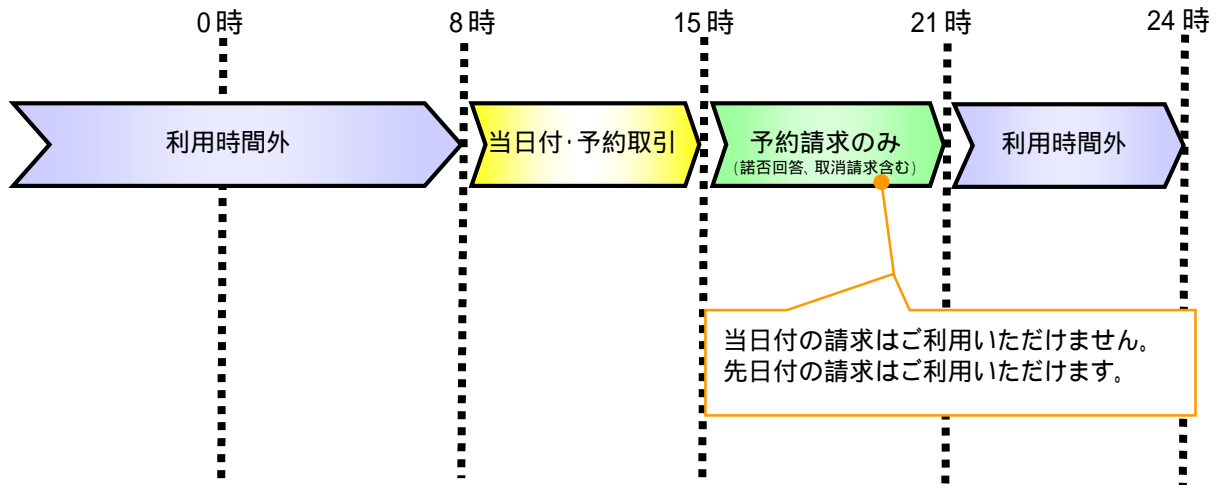 0時
8時
15時
21時
24時
利用時間外
当日付・予約取引
予約請求のみ
(諾否回答、取消請求含む)
利用時間外
当日付の請求はご利用いただけません。
先日付の請求はご利用いただけます。